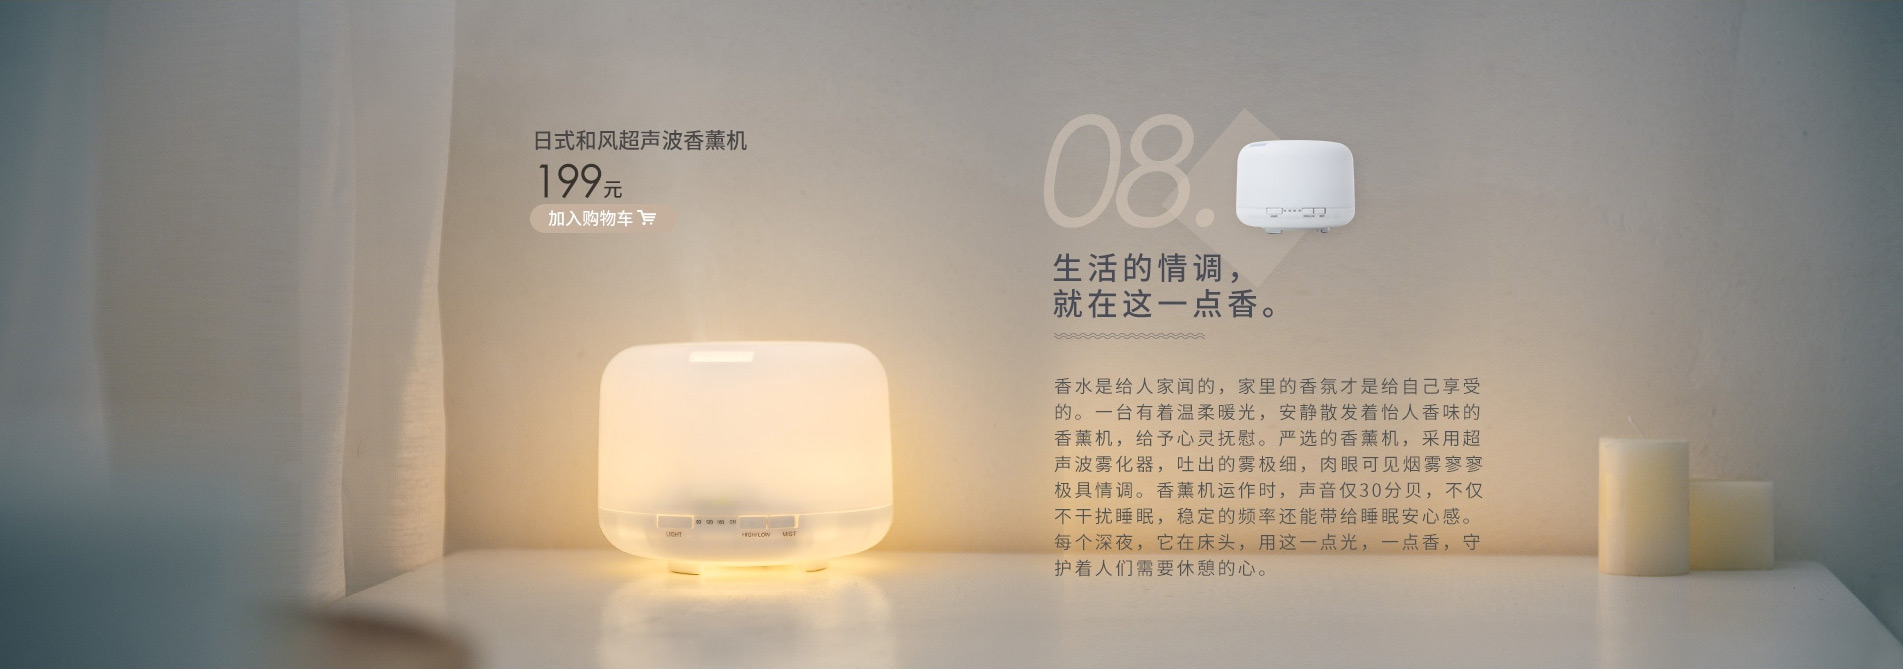 日式和风超声波香薰机
199元
加入购物车
08.
生活的情调，
就在这一点香。
香水是给人家闻的，家里的香氛才是给自己享受
的。一台有着温柔暖光，安静散发着怡人香味的
香薰机，给予心灵抚慰。严选的香薰机，采用超
声波雾化器，吐出的雾极细，肉眼可见烟雾寥寥
极具情调。香薰机运作时，声音仅30分贝，不仅
不干扰睡眠，稳定的频率还能带给睡眠安心感。
每个深夜，它在床头，用这一点光，一点香，守
护着人们需要休憩的心。
LIGHT
HIGH/LOW
MIST